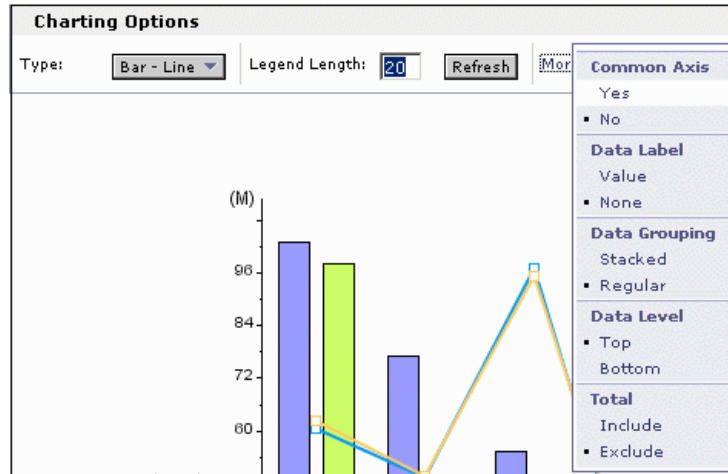 Charting Options
Type: Bar - Line Legend Length: 20 Refresh Mor
Common Axis
Yes
No
Data Label
Value
None
Data Grouping
Stacked
Regular
Data Level
Top
Bottom
Total
Include
Exclude
(M)
96
84
72
60